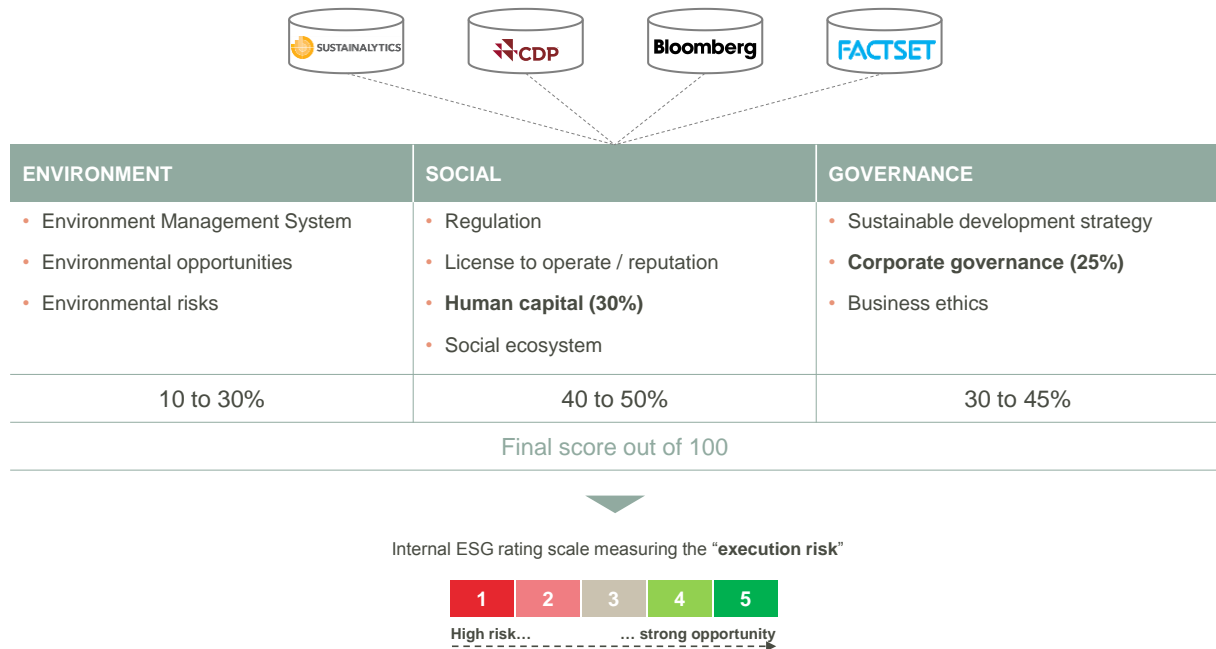 SUSTAINALYTICS
CDP
Bloomberg
FACTSET
ENVIRONMENT
SOCIAL
GOVERNANCE
• Environment Management System
• Environmental opportunities
• Environmental risks
• Regulation
• License to operate / reputation
• Human capital (30%)
• Social ecosystem
• Sustainable development strategy
• Corporate governance (25%)
• Business ethics
10 to 30%
40 to 50%
30 to 45%
Final score out of 100
Internal ESG rating scale measuring the “execution risk”
1 2 3 4 5
High risk… … strong opportunity